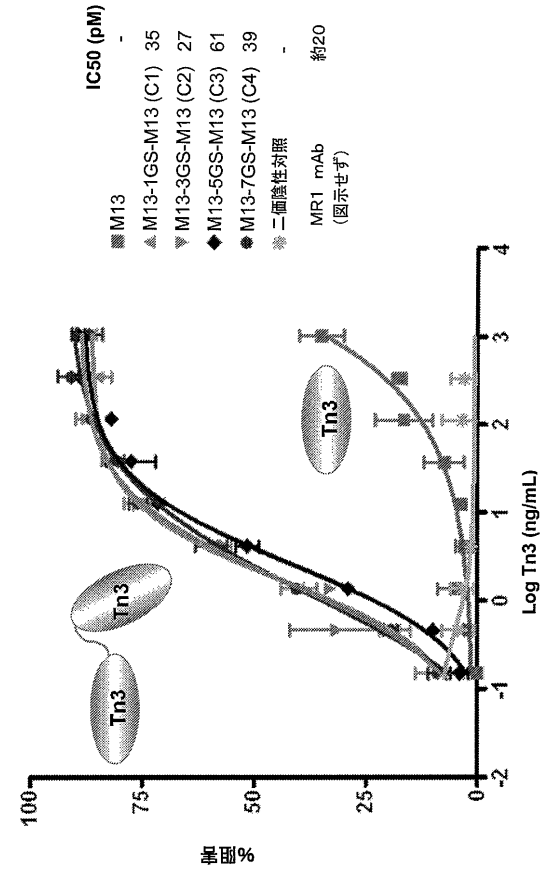 IC50 (pM)
M13 -
M13-1GS-M13 (C1) 35
M13-3GS-M13 (C2) 27
M13-5GS-M13 (C3) 61
M13-7GS-M13 (C4) 39
二価陰性対照 -
MR1 mAb 約20
(図示せず)
Tn3
Tn3
Tn3
%阻害
100
75
50
25
0
-2
-1
0
1
2
3
4
Log Tn3 (ng/mL)